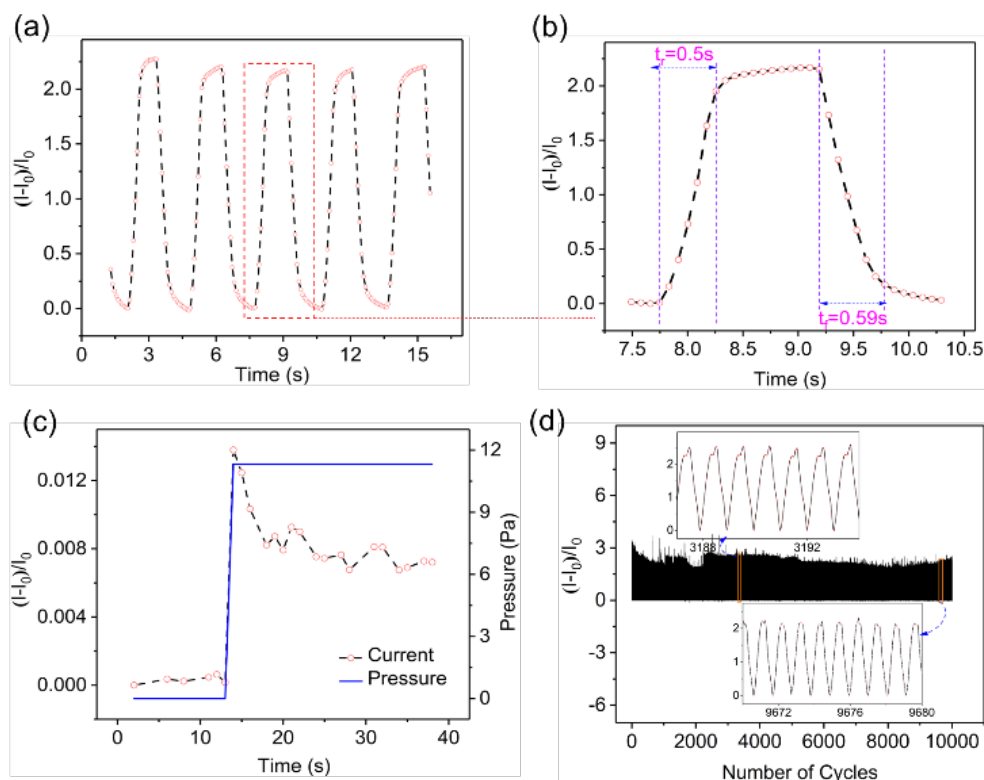 (a)
(I-I0)/I0
2.0
1.5
1.0
0.5
0.0
0 3 6 9 12 15 18
Time (s)
(b)
(I-I0)/I0
2.0
1.5
1.0
0.5
0.0
tr=0.5s
tf=0.59s
7.5 8.0 8.5 9.0 9.5 10.0 10.5
Time (s)
(c)
(I-I0)/I0
0.012
0.008
0.004
0.000
Current
Pressure
12
9
6
3
0
Pressure (Pa)
0 10 20 30 40
Time (s)
(d)
(I-I0)/I0
9
6
3
0
-3
-6
2
1
0
3188 3192
2
1
0
9672 9676 9680
0 2000 4000 6000 8000 10000
Number of Cycles